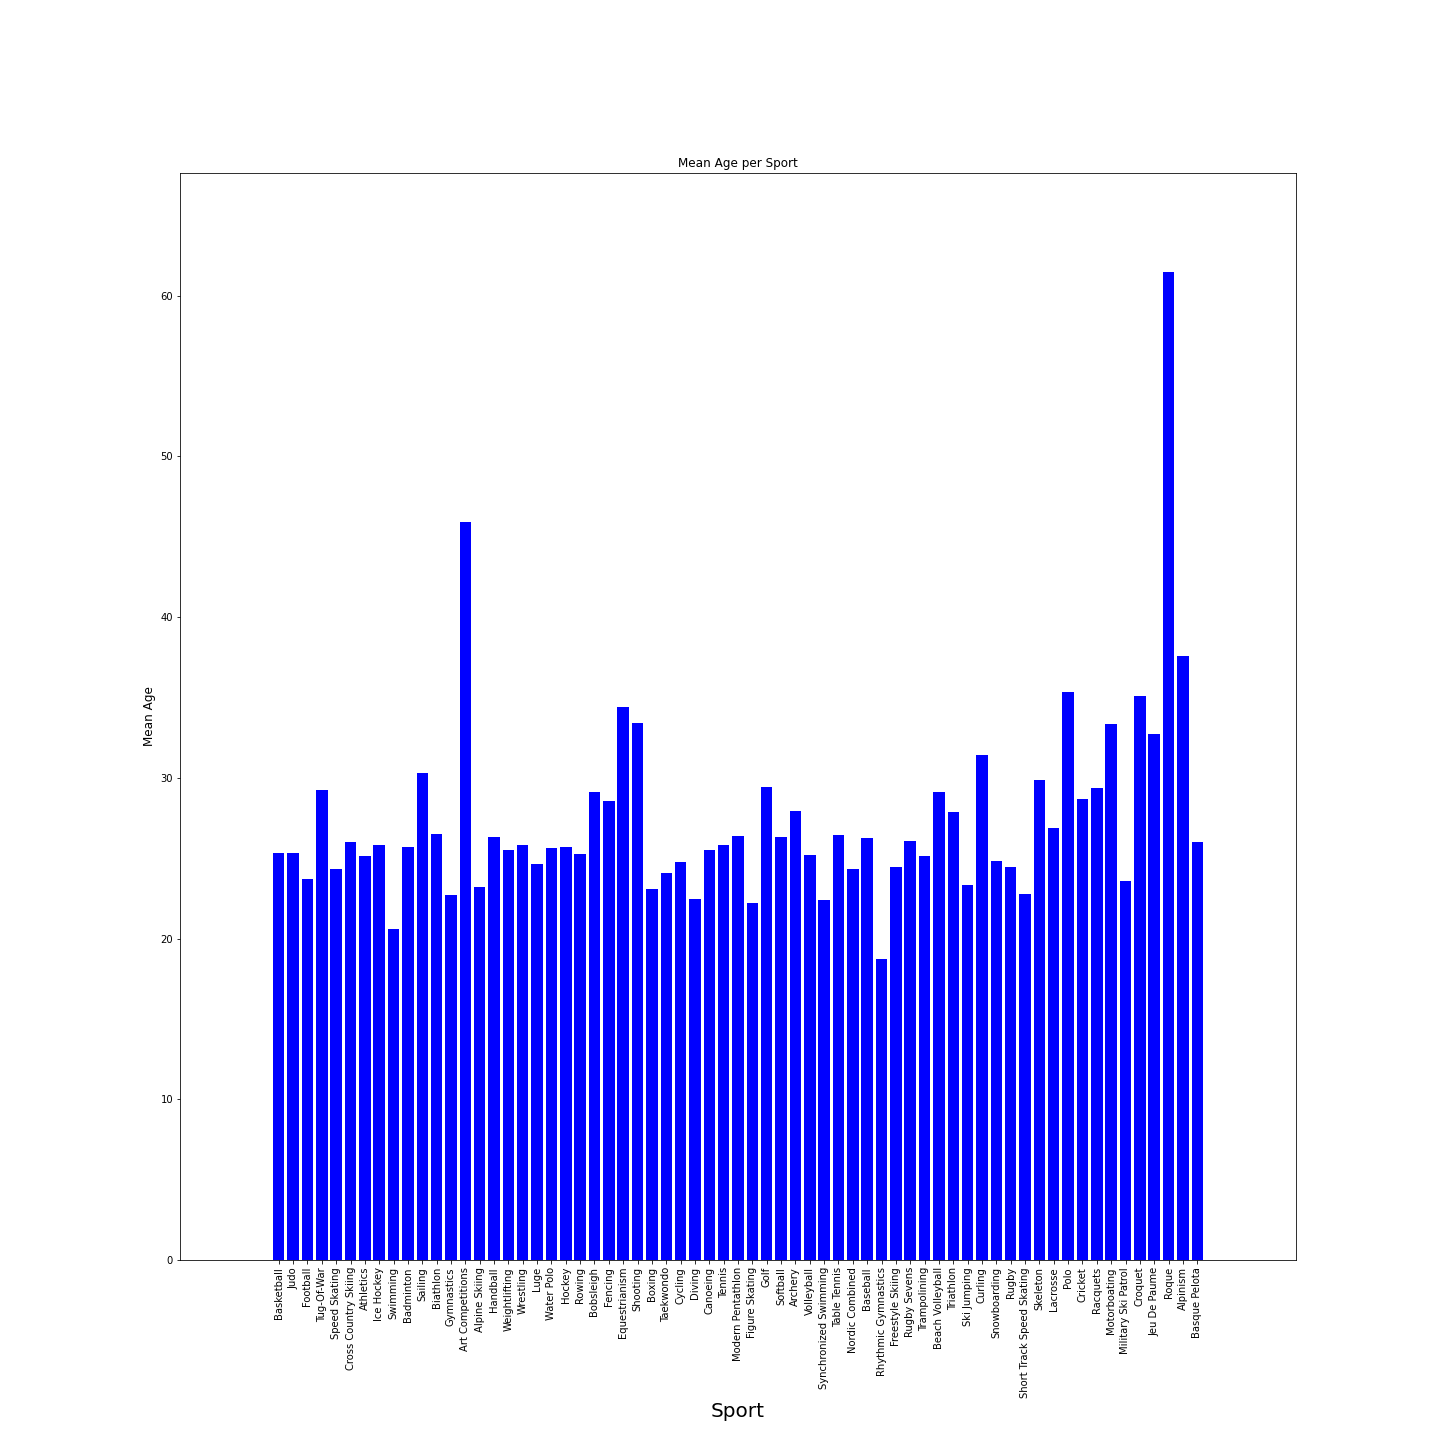 Mean Age per Sport
Mean Age
60
50
40
30
20
10
0
Basketball
Judo
Football
Tug-Of-War
Speed Skating
Cross Country Skiing
Athletics
Ice Hockey
Swimming
Badminton
Sailing
Biathlon
Gymnastics
Art Competitions
Alpine Skiing
Handball
Weightlifting
Wrestling
Luge
Water Polo
Hockey
Rowing
Bobsleigh
Fencing
Equestrianism
Shooting
Boxing
Taekwondo
Cycling
Diving
Canoeing
Tennis
Modern Pentathlon
Figure Skating
Golf
Softball
Archery
Volleyball
Synchronized Swimming
Table Tennis
Nordic Combined
Baseball
Rhythmic Gymnastics
Freestyle Skiing
Rugby Sevens
Trampolining
Beach Volleyball
Triathlon
Ski Jumping
Curling
Snowboarding
Rugby
Short Track Speed Skating
Skeleton
Lacrosse
Polo
Cricket
Racquets
Motorboating
Military Ski Patrol
Croquet
Jeu De Paume
Roque
Alpinism
Basque Pelota
Sport